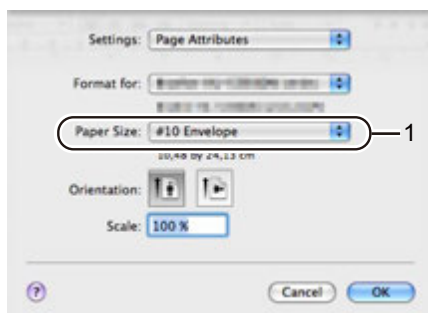 Settings: Page Attributes
Format for:
Paper Size: #10 Envelope 1
10,48 by 24,13 cm
Orientation:
Scale: 100 %
? Cancel OK